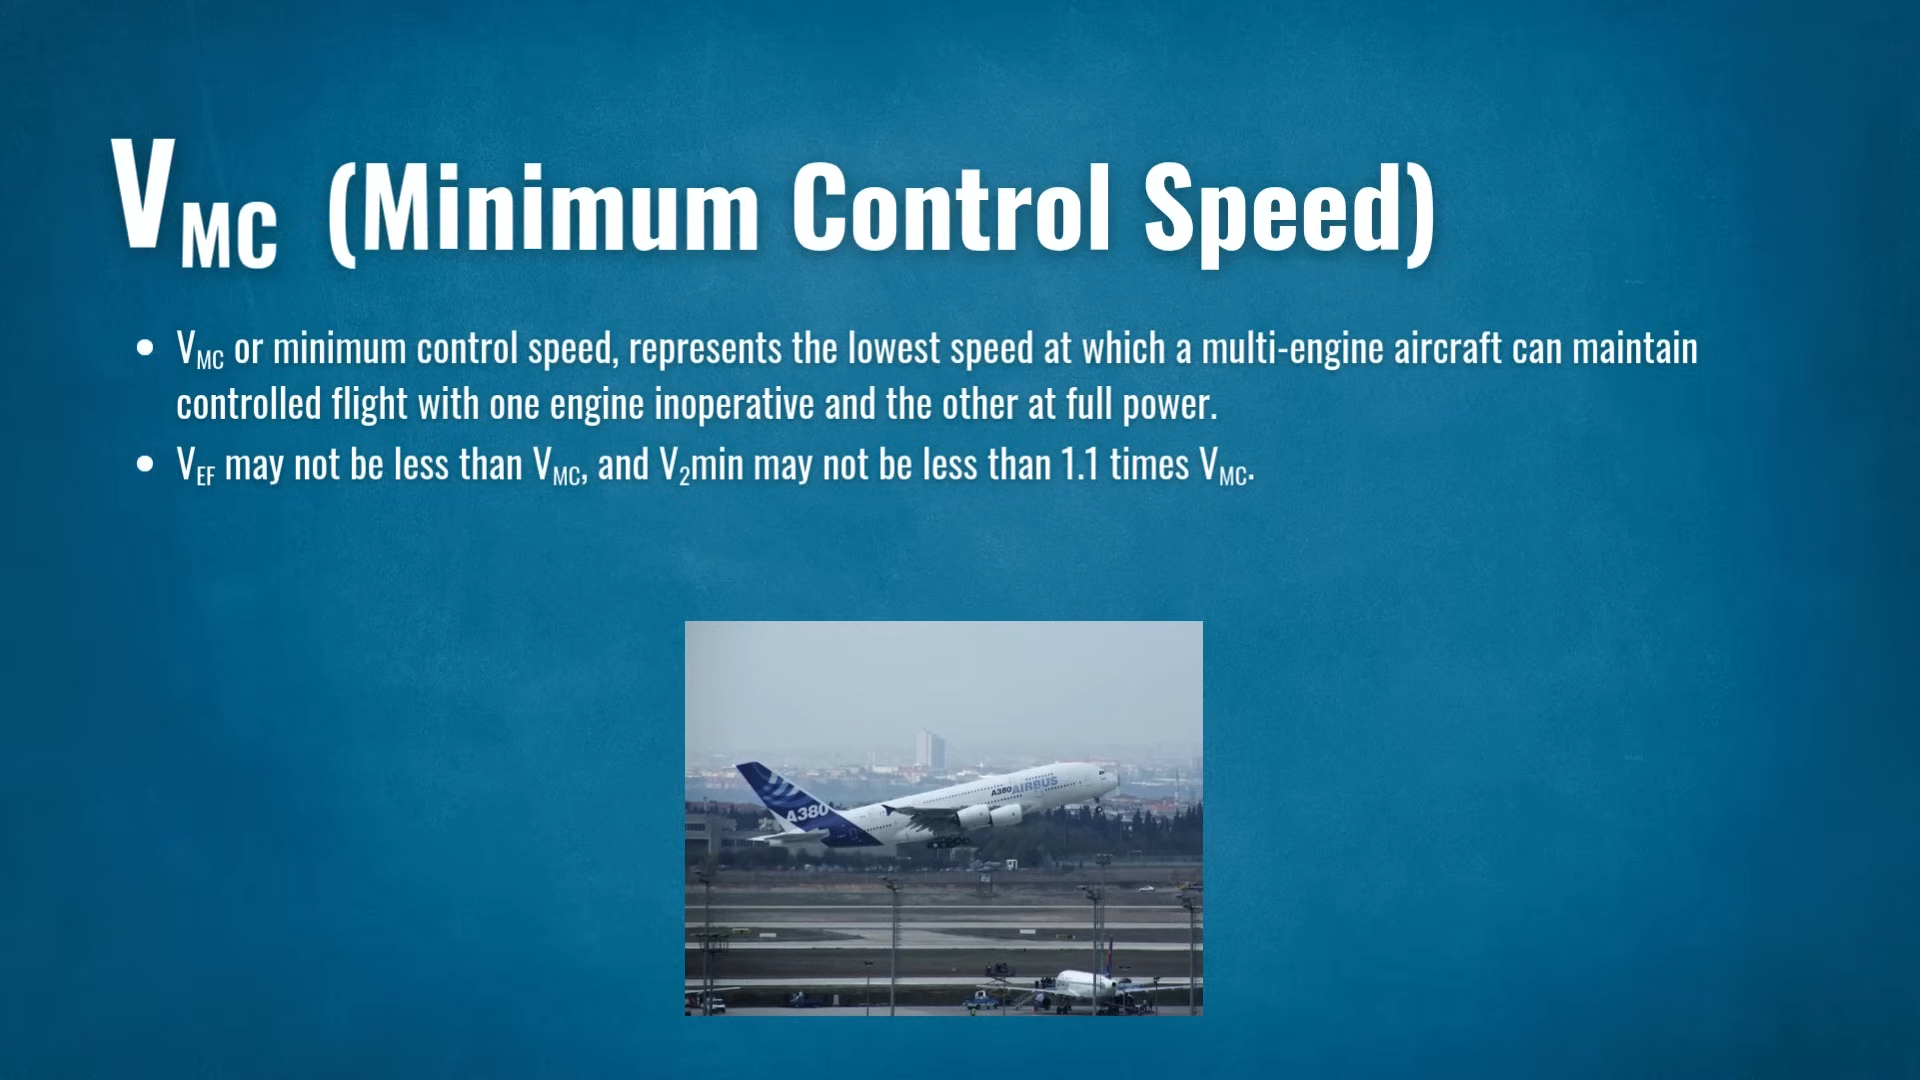 VMC (Minimum Control Speed)
• VMC or minimum control speed, represents the lowest speed at which a multi-engine aircraft can maintain
controlled flight with one engine inoperative and the other at full power.
• VEF may not be less than VMC, and V2min may not be less than 1.1 times VMC.
A380 AIRBUS
A380